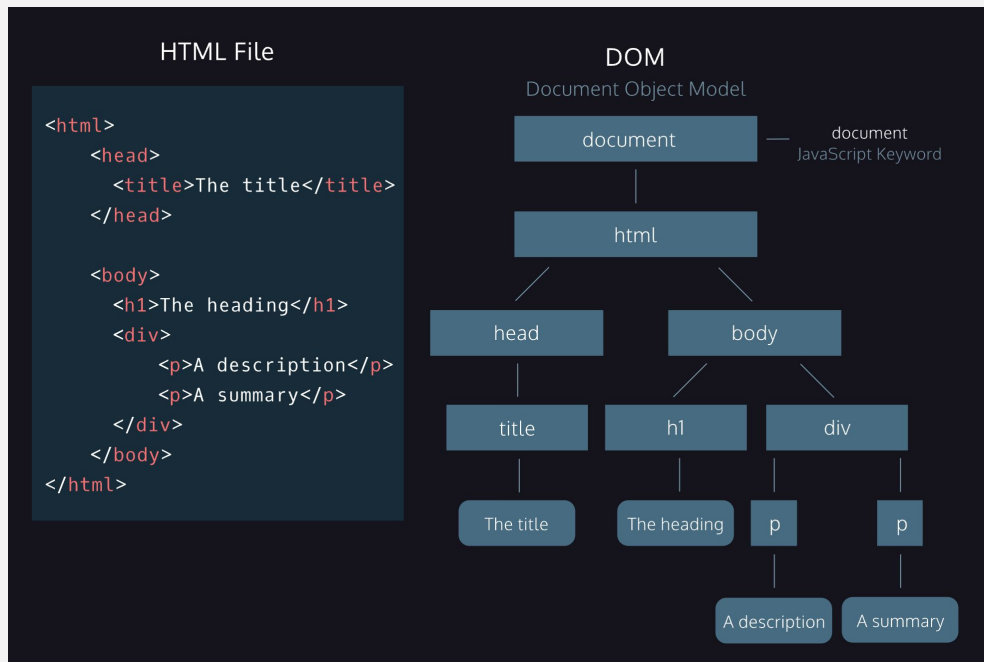 HTML File
<html>
<head>
<title>The title</title>
</head>
<body>
<h1>The heading</h1>
<div>
<p>A description</p>
<p>A summary</p>
</div>
</body>
</html>
DOM
Document Object Model
document
document
JavaScript Keyword
html
head
body
title
h1
div
The title
The heading
p
p
A description
A summary